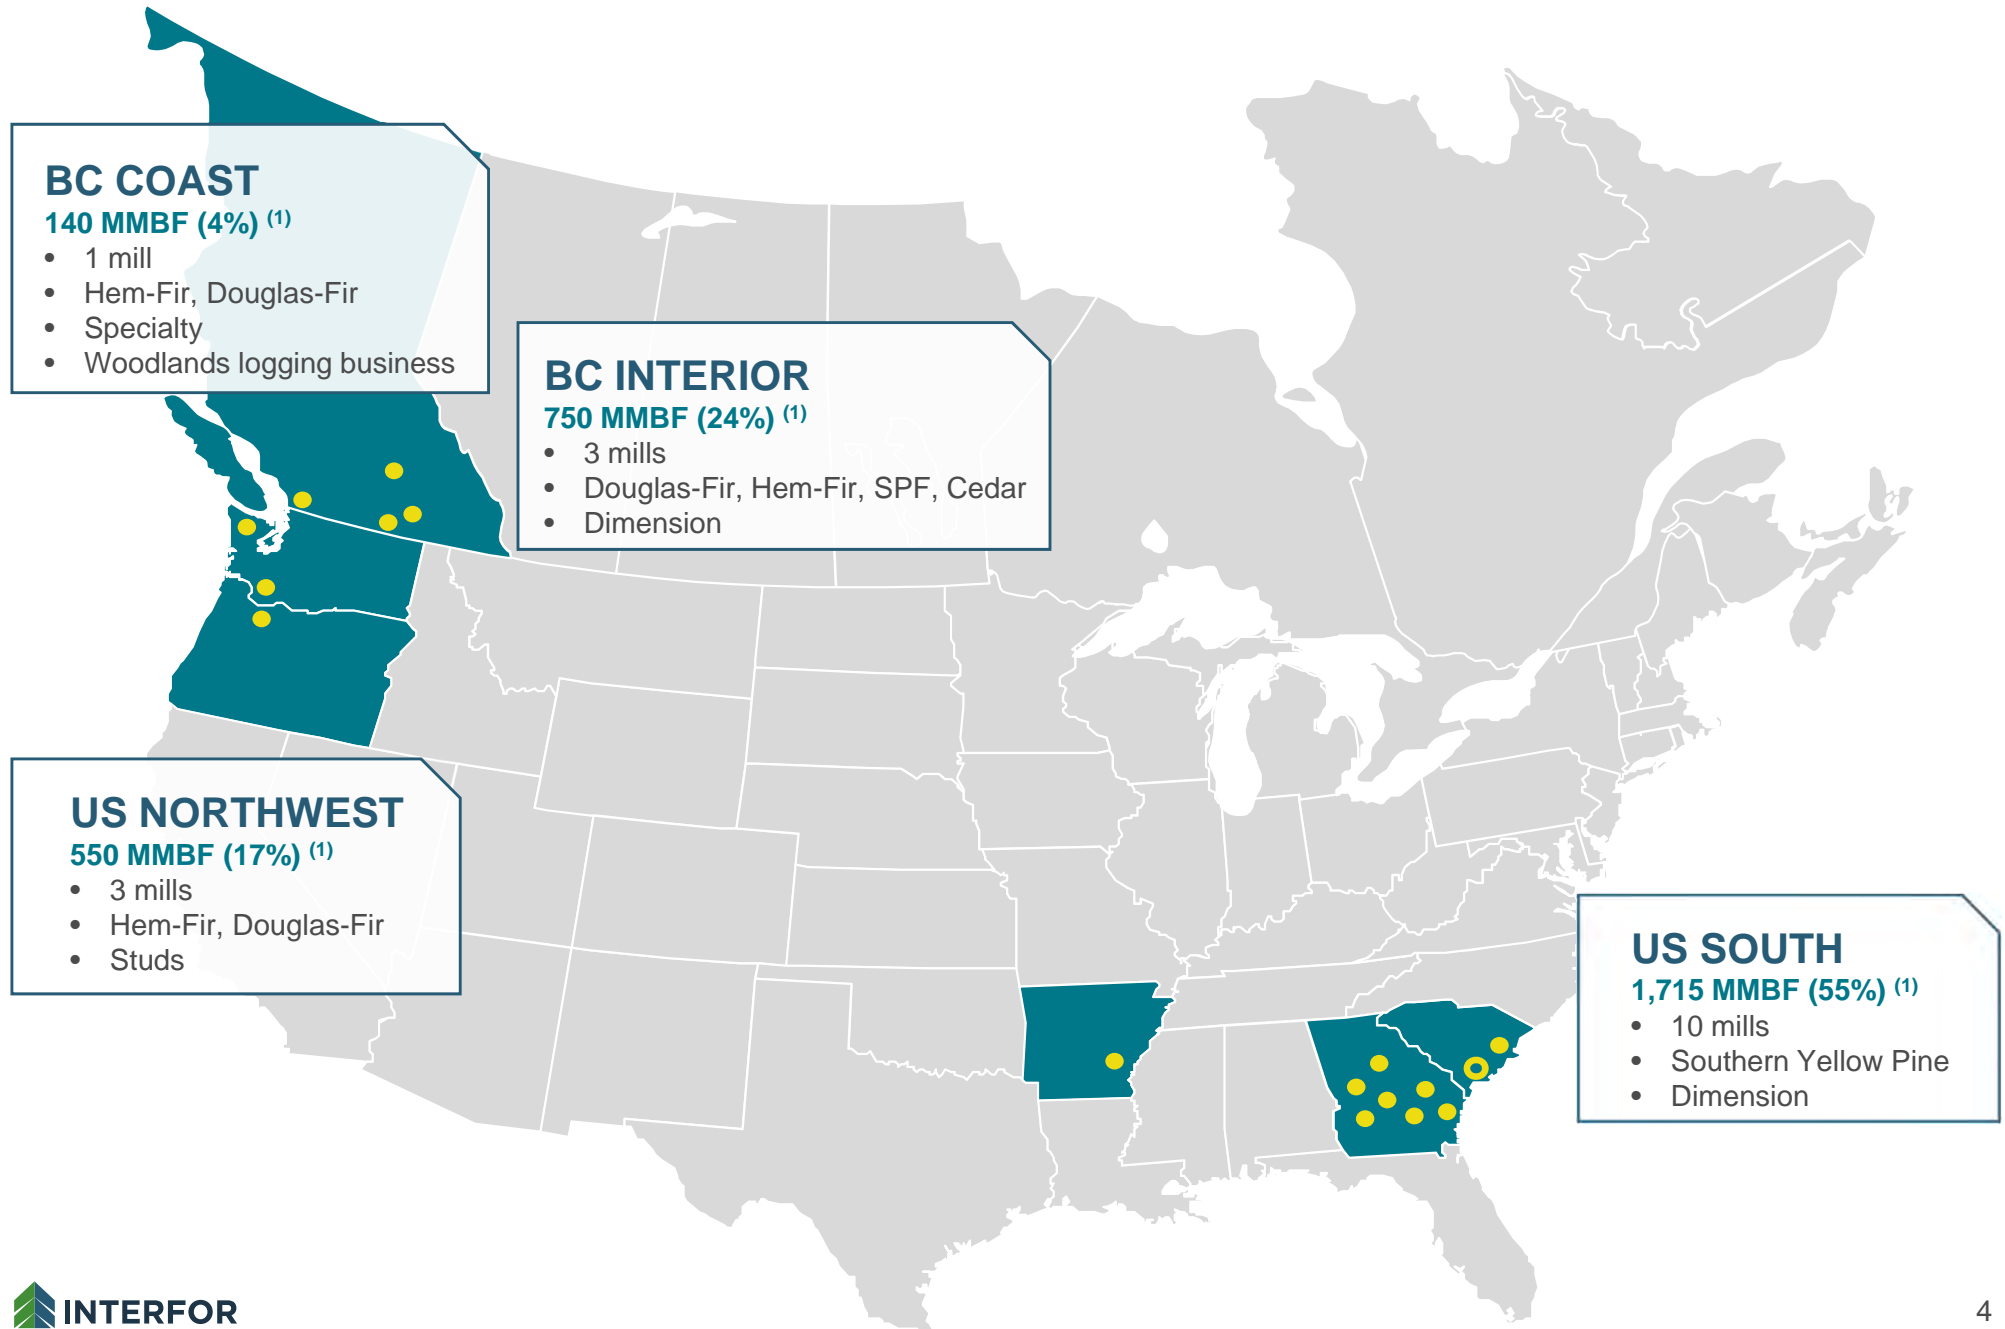 BC COAST
140 MMBF (4%) (1)
• 1 mill
• Hem-Fir, Douglas-Fir
• Specialty
• Woodlands logging business
BC INTERIOR
750 MMBF (24%) (1)
• 3 mills
• Douglas-Fir, Hem-Fir, SPF, Cedar
• Dimension
US NORTHWEST
550 MMBF (17%) (1)
• 3 mills
• Hem-Fir, Douglas-Fir
• Studs
US SOUTH
1,715 MMBF (55%) (1)
• 10 mills
• Southern Yellow Pine
• Dimension
INTERFOR
4